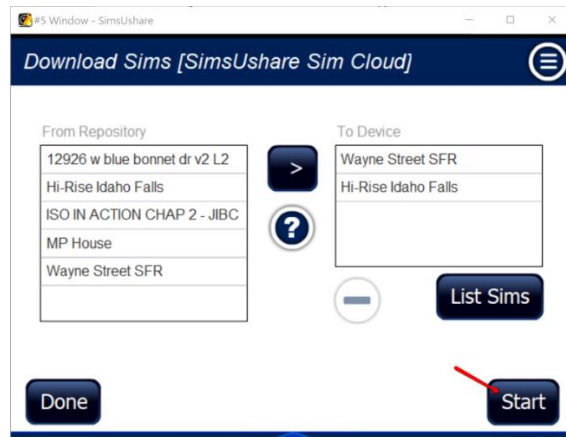 #5 Window - SimsUshare
Download Sims [SimsUshare Sim Cloud]
From Repository
12926 w blue bonnet dr v2 L2
Hi-Rise Idaho Falls
ISO IN ACTION CHAP 2 - JIBC
MP House
Wayne Street SFR
>
?
To Device
Wayne Street SFR
Hi-Rise Idaho Falls
List Sims
Done
Start